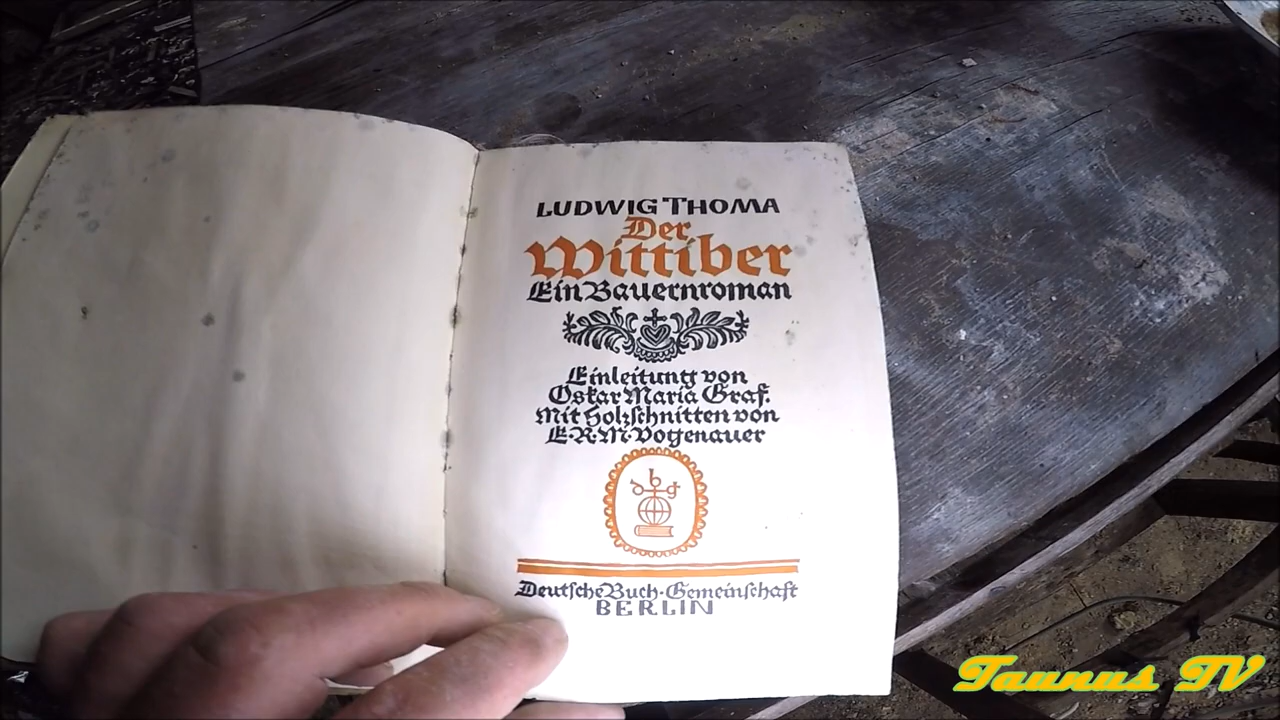 LUDWIG THOMA
Der
Wittiber
Ein Bauernroman
Einleitung von
Oskar Maria Graf.
Mit Holzschnitten von
E.R.M.Vogenauer
d b g
Deutsche Buch-Gemeinschaft
BERLIN
Taunus TV